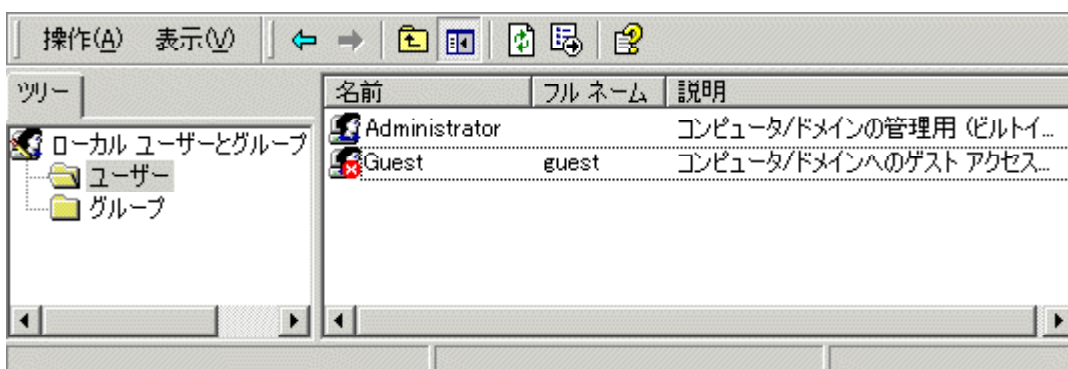 操作(A) 表示(V)
ツリー
ローカル ユーザーとグループ
ユーザー
グループ
名前 フル ネーム 説明
Administrator コンピュータ/ドメインの管理用 (ビルトイ...
Guest guest コンピュータ/ドメインへのゲスト アクセス...